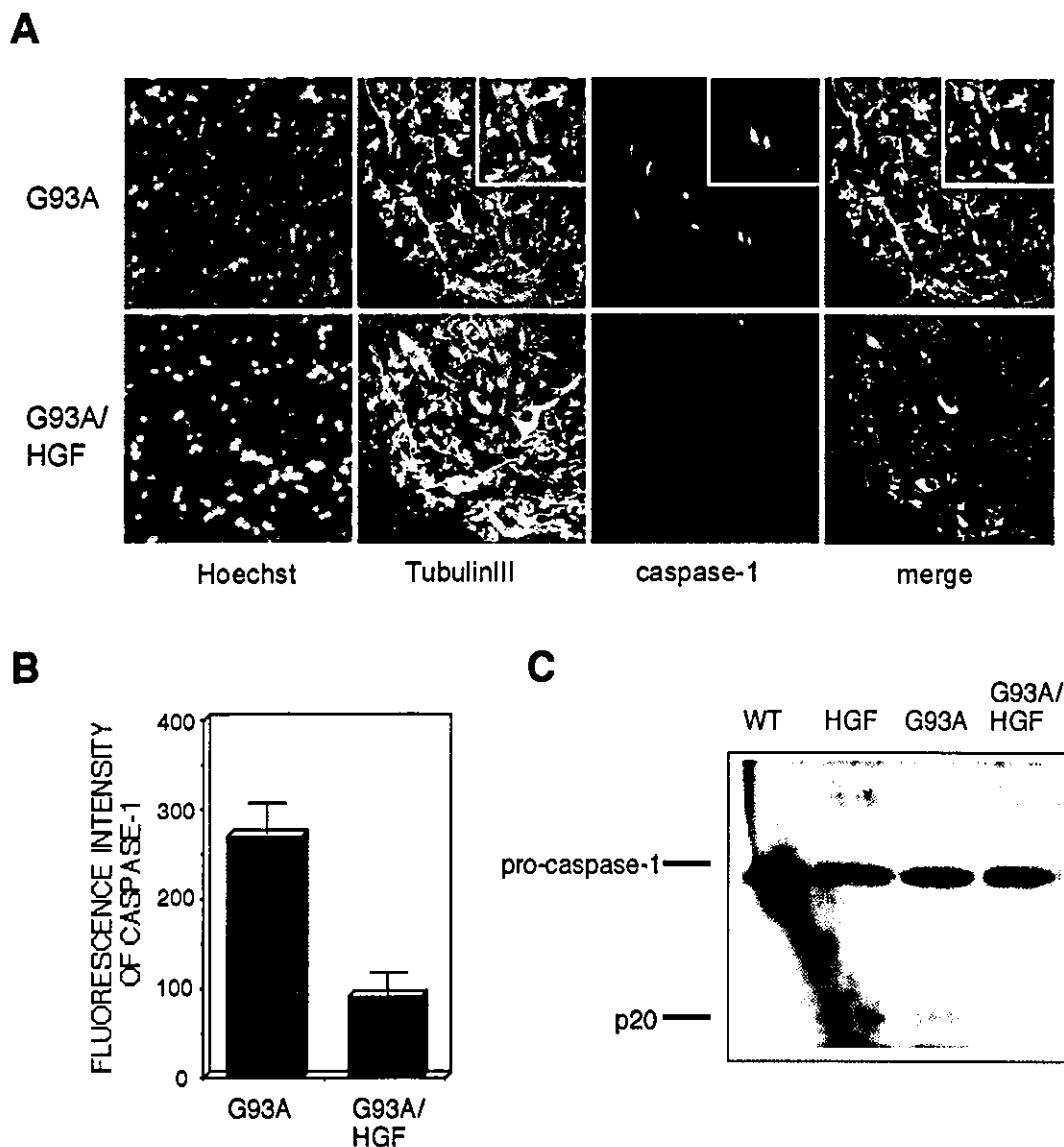 A
G93A
G93A/
HGF
Hoechst
TubulinIII
caspase-1
merge
B
FLUORESCENCE INTENSITY
OF CASPASE-1
400
300
200
100
0
G93A
G93A/
HGF
C
WT
HGF
G93A
G93A/
HGF
pro-caspase-1
p20